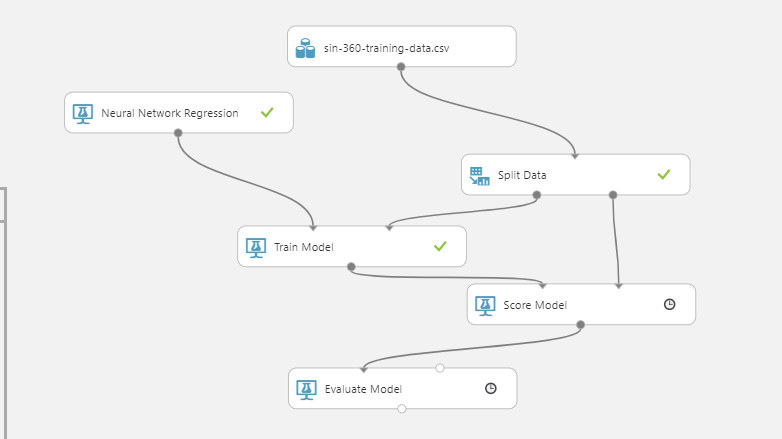 sin-360-training-data.csv
Neural Network Regression
Split Data
Train Model
Score Model
Evaluate Model